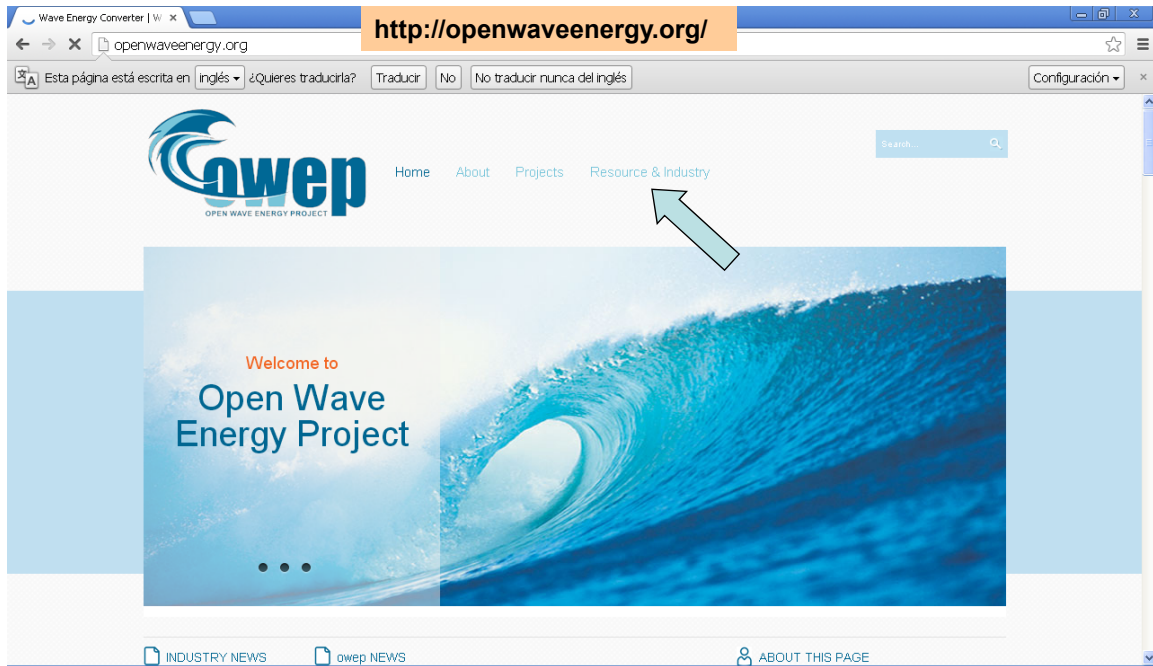 Wave Energy Converter | W
http://openwaveenergy.org/
openwaveenergy.org
Esta página está escrita en inglés ¿Quieres traducirla? Traducir No No traducir nunca del inglés Configuración
Search...
owep
OPEN WAVE ENERGY PROJECT
Home About Projects Resource & Industry
Welcome to
Open Wave
Energy Project
INDUSTRY NEWS owep NEWS ABOUT THIS PAGE